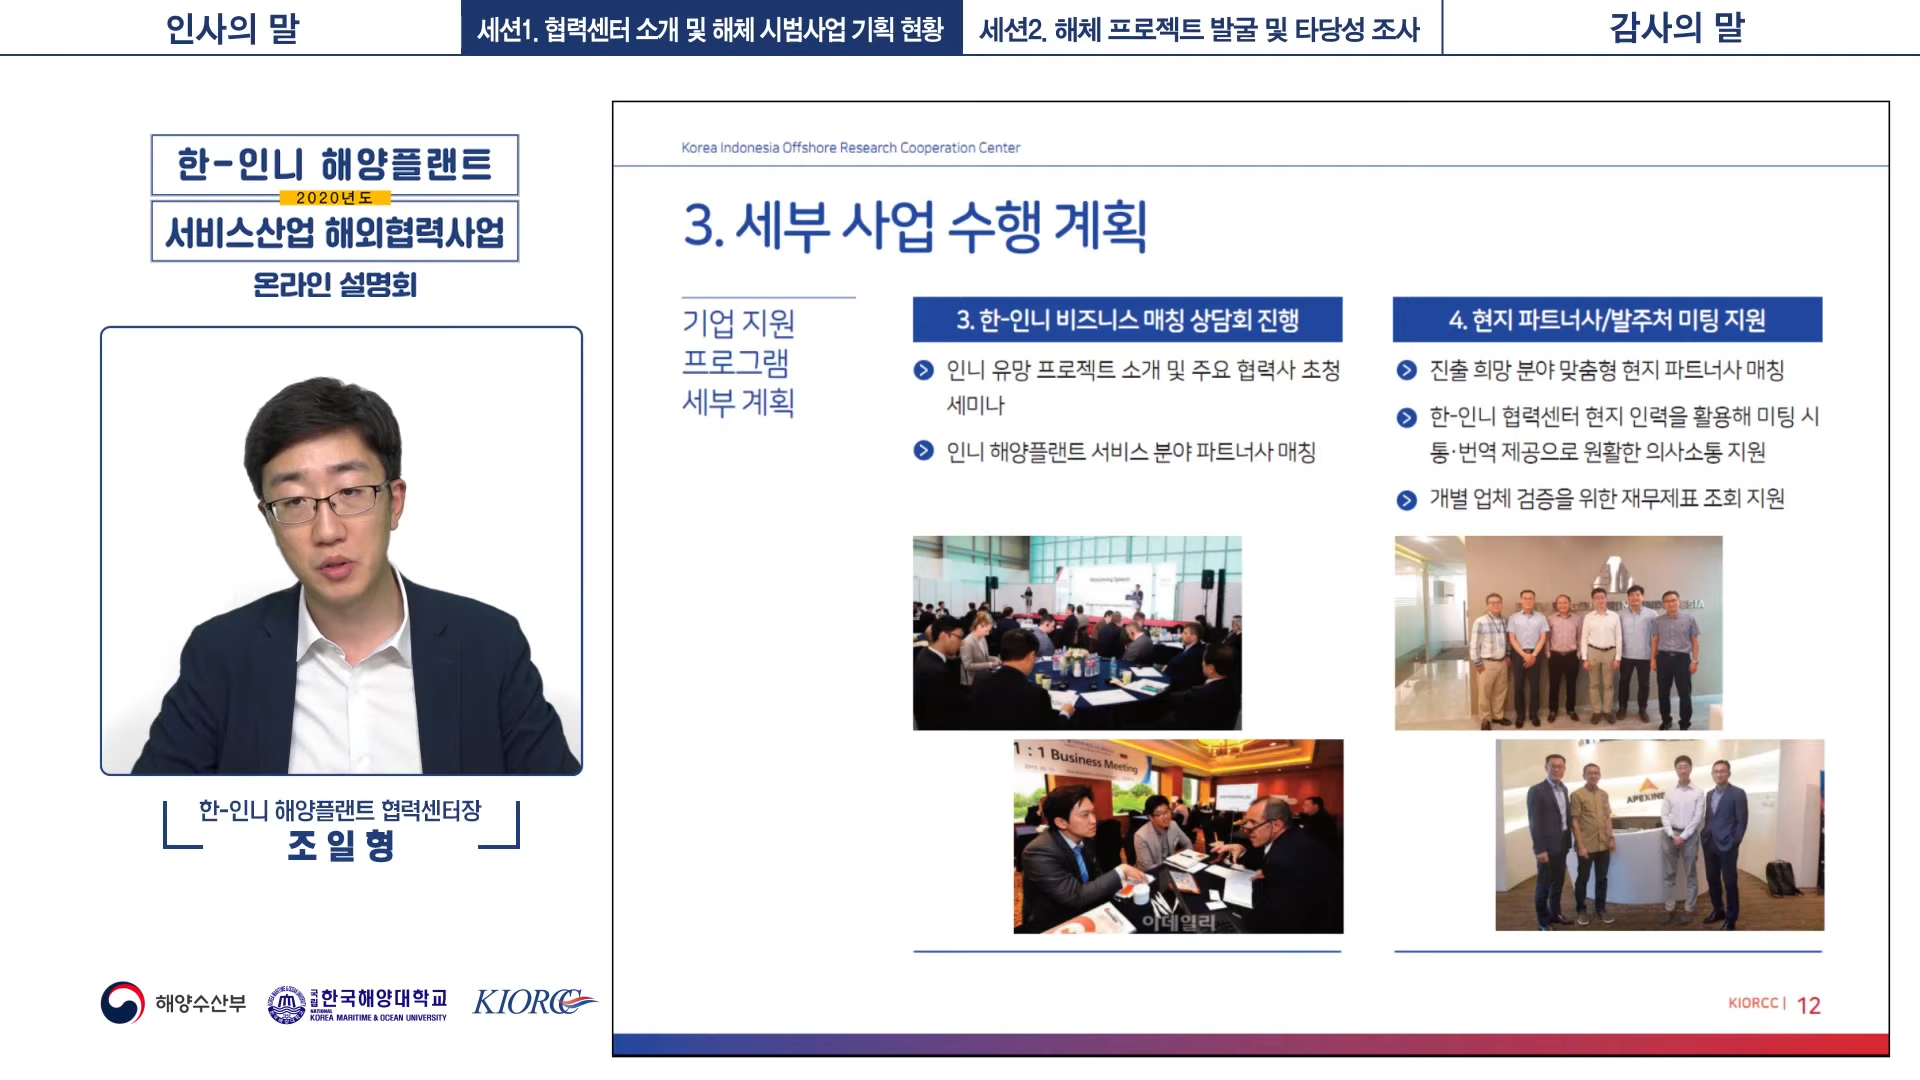 인사의 말
세션1. 협력센터 소개 및 해체 시범사업 기획 현황
세션2. 해체 프로젝트 발굴 및 타당성 조사
감사의 말
한-인니 해양플랜트
2020년도
서비스산업 해외협력사업
온라인 설명회
한-인니 해양플랜트 협력센터장
조일형
해양수산부
국립한국해양대학교
NATIONAL
KOREA MARITIME & OCEAN UNIVERSITY
KIORCC
Korea Indonesia Offshore Research Cooperation Center
3. 세부 사업 수행 계획
기업 지원
프로그램
세부 계획
3. 한-인니 비즈니스 매칭 상담회 진행
인니 유망 프로젝트 소개 및 주요 협력사 초청
세미나
인니 해양플랜트 서비스 분야 파트너사 매칭
Welcoming Speech
1 : 1 Business Meeting
이데일리
4. 현지 파트너사/발주처 미팅 지원
진출 희망 분야 맞춤형 현지 파트너사 매칭
한-인니 협력센터 현지 인력을 활용해 미팅 시
통·번역 제공으로 원활한 의사소통 지원
개별 업체 검증을 위한 재무제표 조회 지원
APEXINE
KIORCC | 12